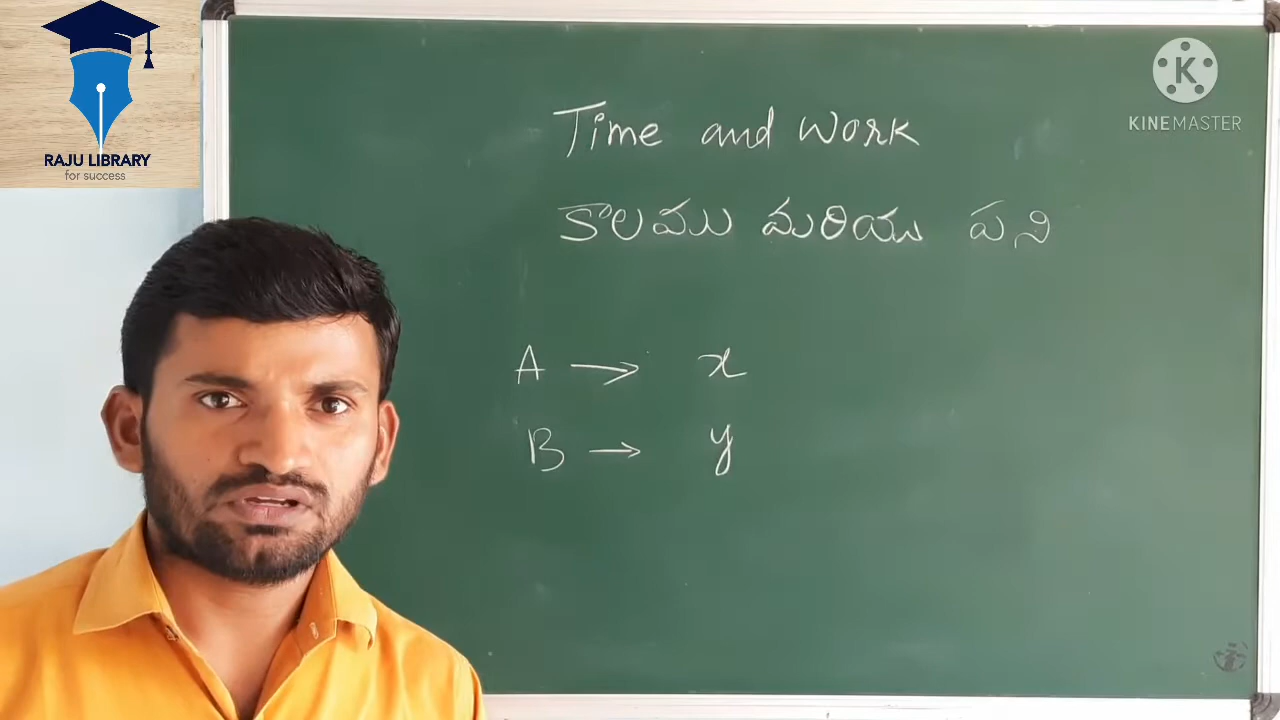 RAJU LIBRARY
for success
K
KINEMASTER
Time and Work
కాలము మరియు పని
A → x
B → y